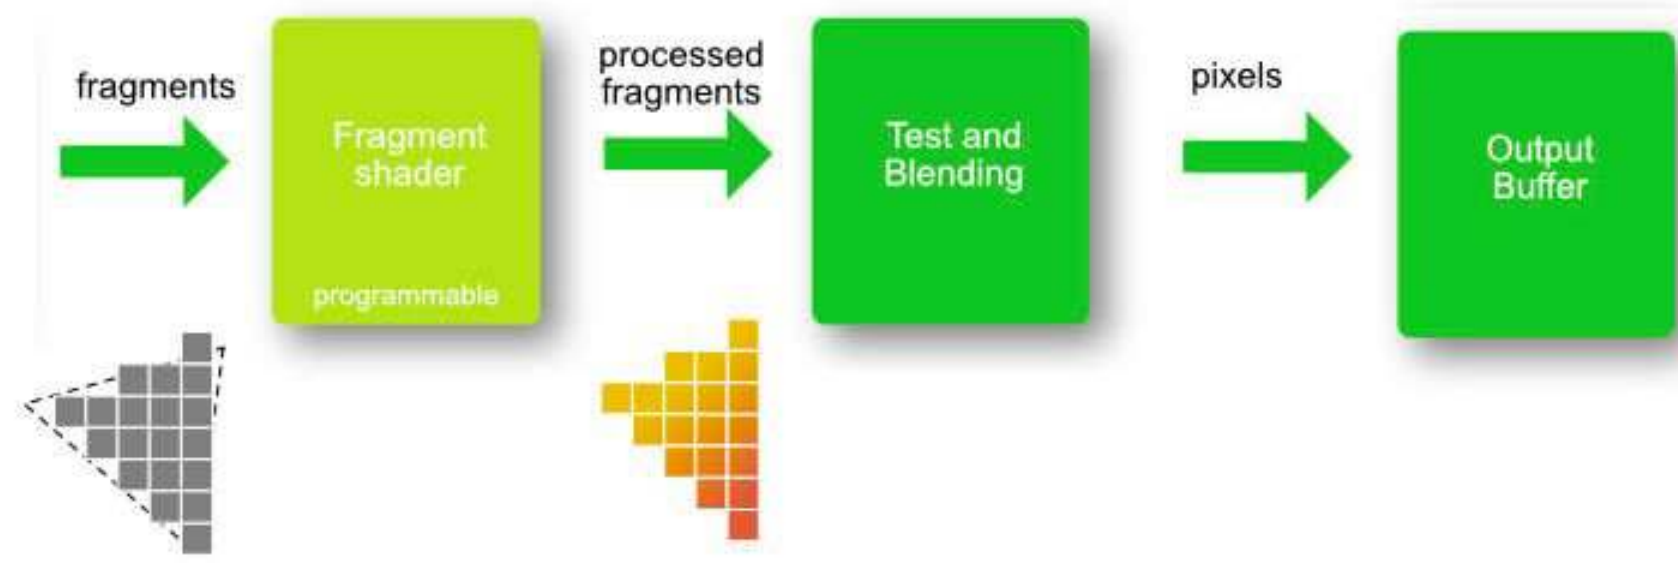 fragments
Fragment
shader
programmable
processed
fragments
Test and
Blending
pixels
Output
Buffer